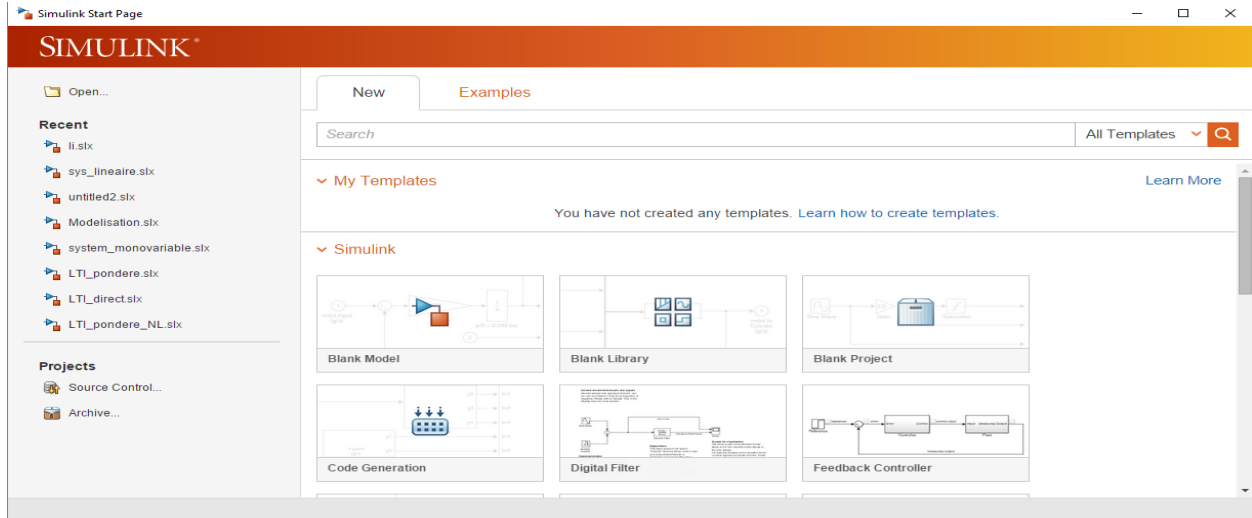 Simulink Start Page
SIMULINK®
Open...
Recent
li.slx
sys_lineaire.slx
untitled2.slx
Modelisation.slx
system_monovariable.slx
LTI_pondere.slx
LTI_direct.slx
LTI_pondere_NL.slx
Projects
Source Control...
Archive...
New
Examples
Search
All Templates
My Templates
Learn More
You have not created any templates. Learn how to create templates.
Simulink
Blank Model
Blank Library
Blank Project
Code Generation
Digital Filter
Feedback Controller